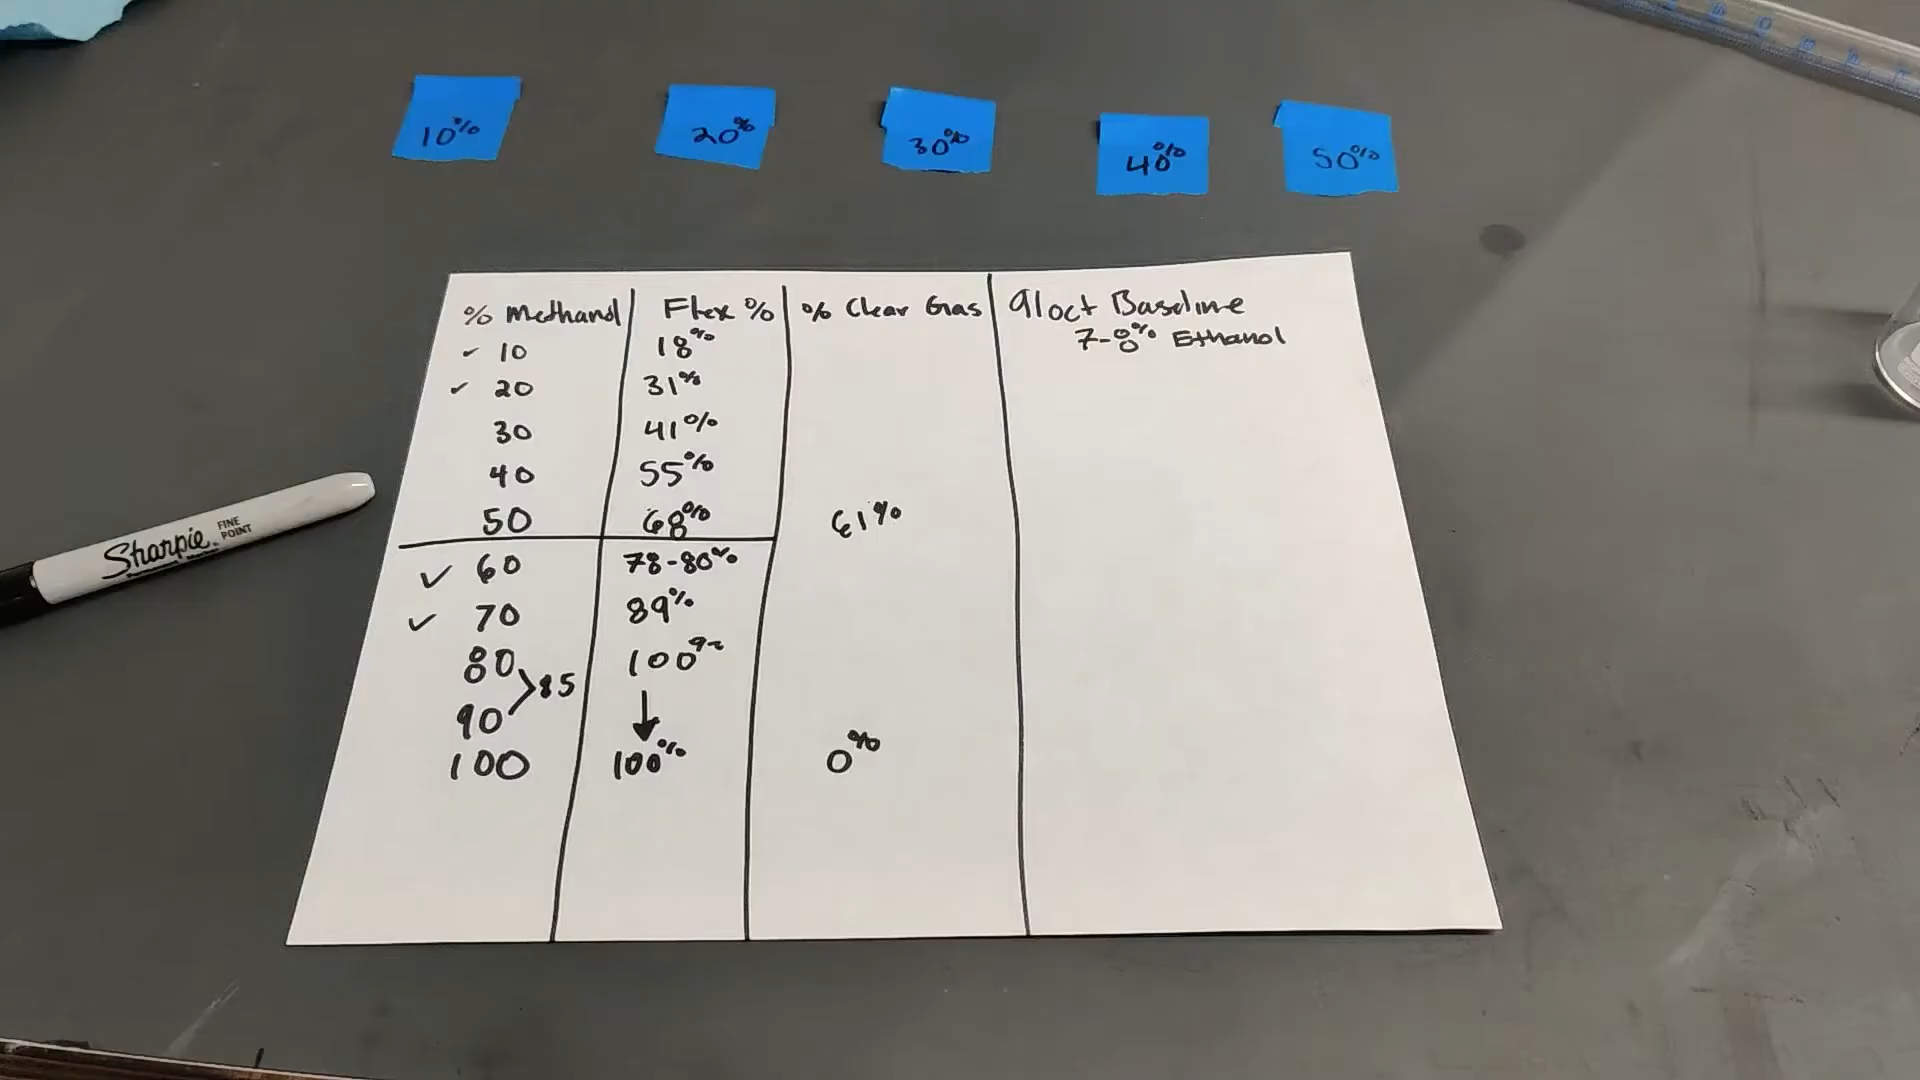 10%
20%
30%
40%
50%
% Methanol Flex % % Clear Gas 91oct Baseline
7-8% Ethanol
✓ 10 18%
✓ 20 31%
30 41%
40 55%
50 68% 61%
✓ 60 78-80%
✓ 70 89%
80 100%
85
90
100 100% 0%
Sharpie
FINE
POINT